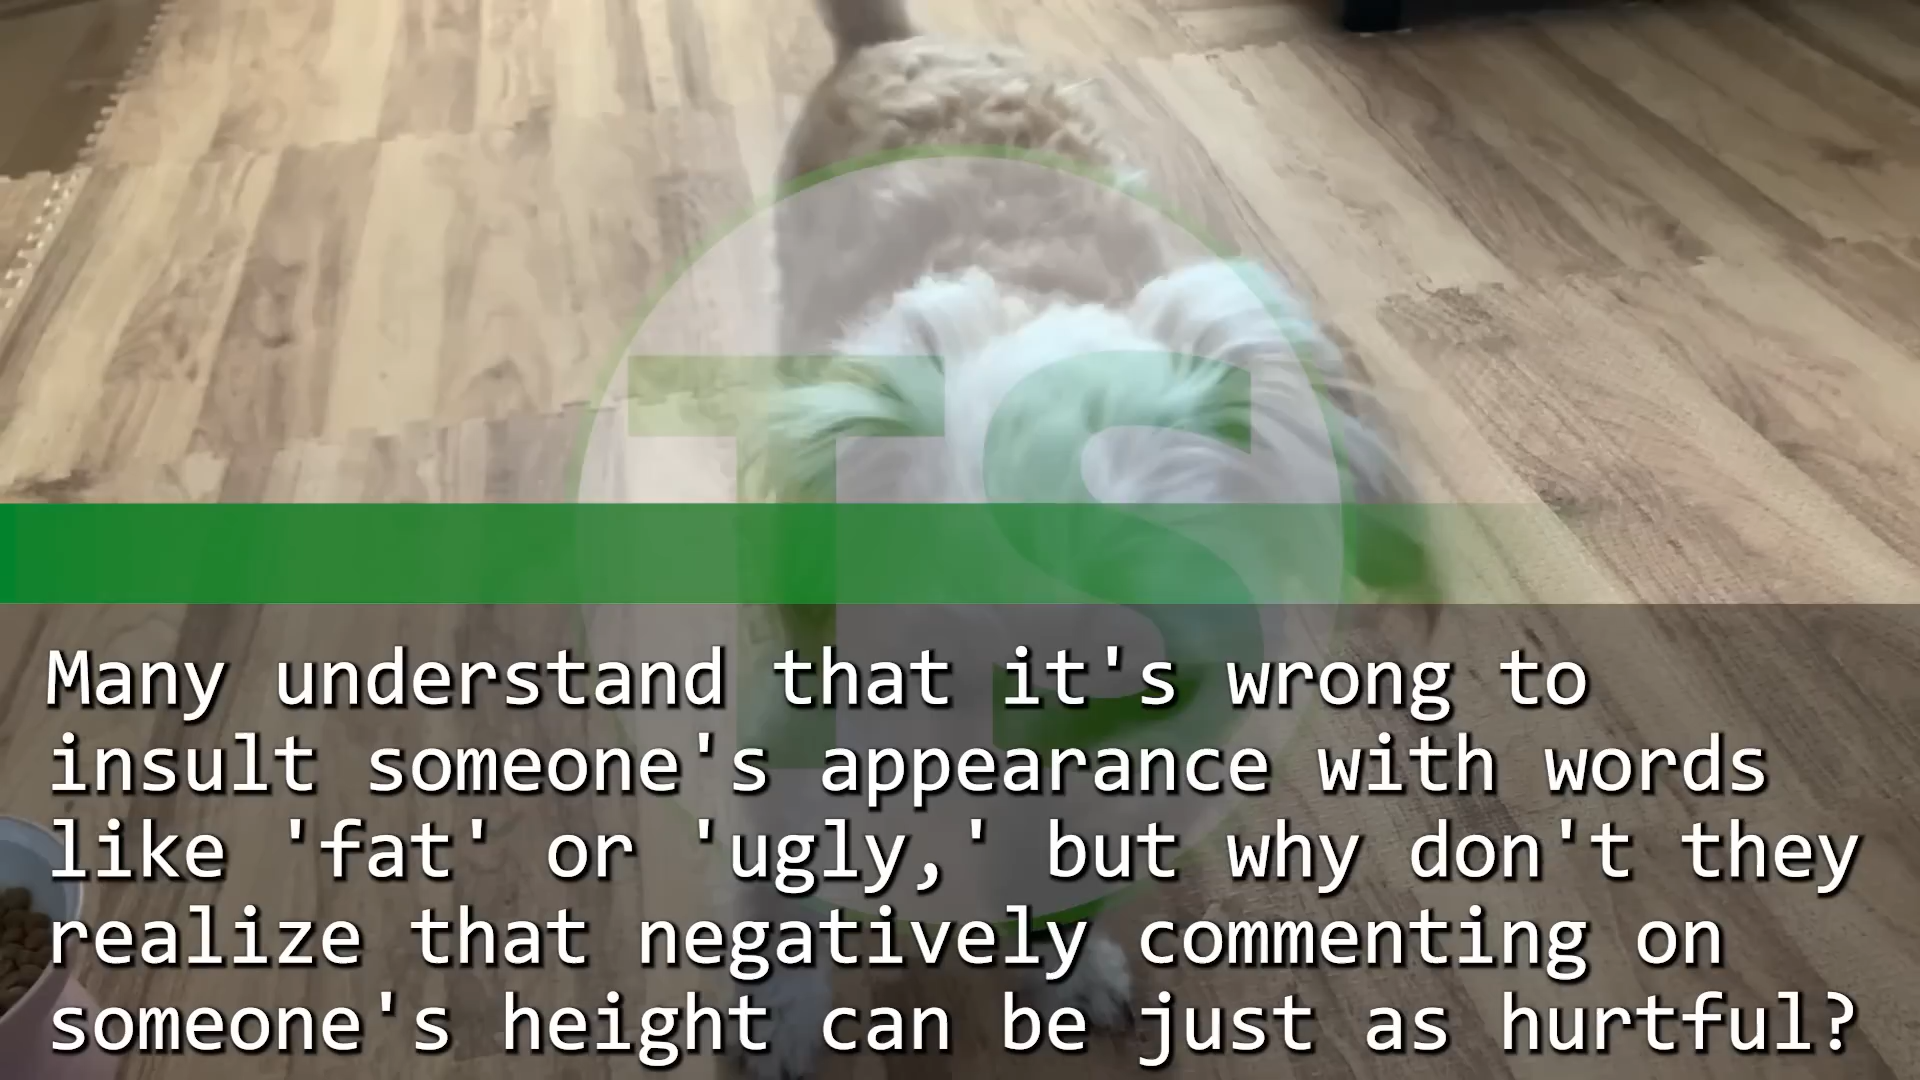 TS
Many understand that it's wrong to
insult someone's appearance with words
like 'fat' or 'ugly,' but why don't they
realize that negatively commenting on
someone's height can be just as hurtful?